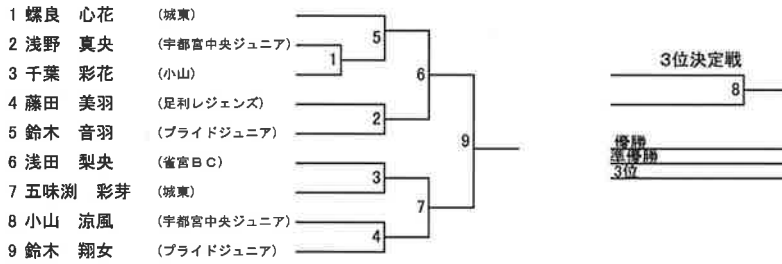 1 螺良 心花 (城東)
2 浅野 真央 (宇都宮中央ジュニア)
3 千葉 彩花 (小山)
4 藤田 美羽 (足利レジェンズ)
5 鈴木 音羽 (プライドジュニア)
6 浅田 梨央 (雀宮BC)
7 五味渕 彩芽 (城東)
8 小山 涼風 (宇都宮中央ジュニア)
9 鈴木 翔女 (プライドジュニア)
1
5
2
6
3
4
7
9
3位決定戦
8
優勝
準優勝
3位